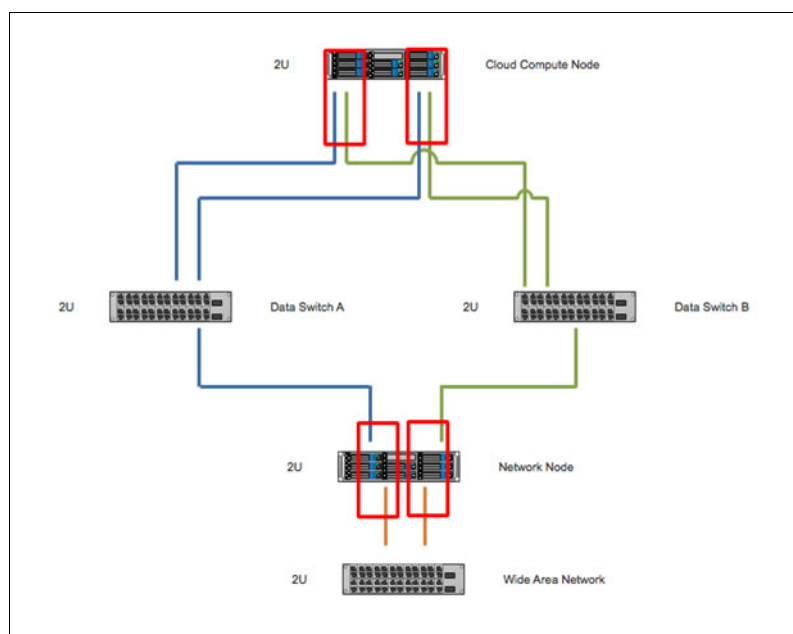 2U
Cloud Compute Node
2U
Data Switch A
2U
Data Switch B
2U
Network Node
2U
Wide Area Network